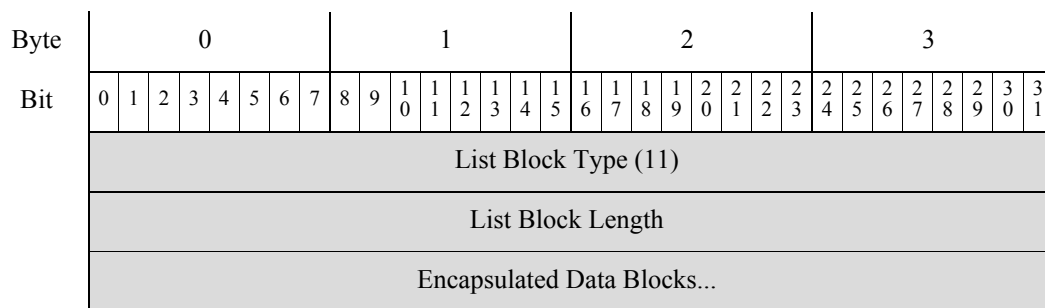 Byte 0 1 2 3
Bit 0 1 2 3 4 5 6 7 8 9 10 11 12 13 14 15 16 17 18 19 20 21 22 23 24 25 26 27 28 29 30 31
List Block Type (11)
List Block Length
Encapsulated Data Blocks...